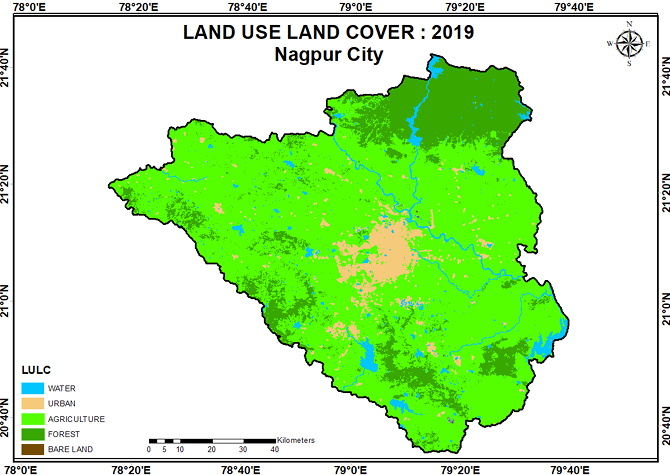 78°0'E 78°20'E 78°40'E 79°0'E 79°20'E 79°40'E
LAND USE LAND COVER : 2019
Nagpur City
N
W E
S
21°40'N 21°40'N
21°20'N 21°20'N
21°0'N 21°0'N
20°40'N 20°40'N
LULC
WATER
URBAN
AGRICULTURE
FOREST
BARE LAND
Kilometers
0 5 10 20 30 40
78°0'E 78°20'E 78°40'E 79°0'E 79°20'E 79°40'E